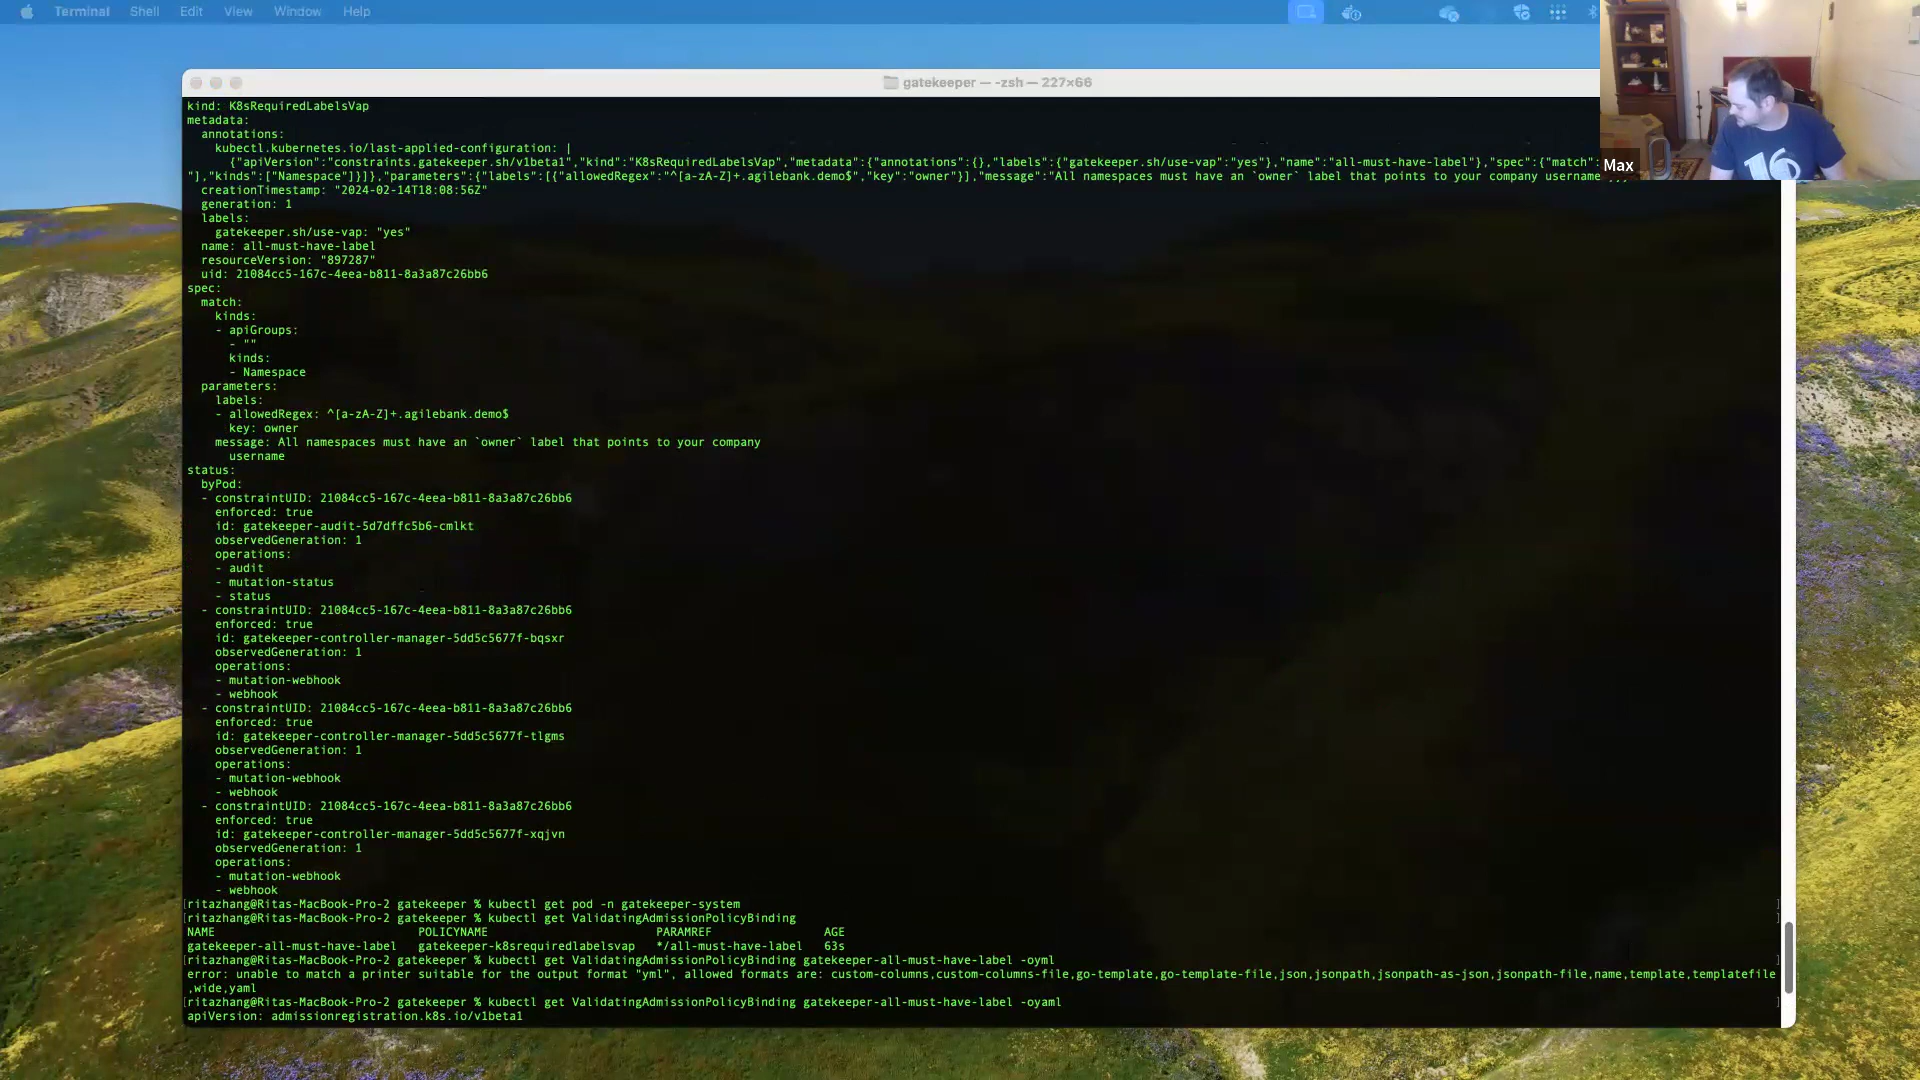 Terminal Shell Edit View Window Help
gatekeeper — -zsh — 227×66
kind: K8sRequiredLabelsVap
metadata:
  annotations:
    kubectl.kubernetes.io/last-applied-configuration: |
      {"apiVersion":"constraints.gatekeeper.sh/v1beta1","kind":"K8sRequiredLabelsVap","metadata":{"annotations":{},"labels":{"gatekeeper.sh/use-vap":"yes"},"name":"all-must-have-label"},"spec":{"match":
"],"kinds":["Namespace"]}]},"parameters":{"labels":[{"allowedRegex":"^[a-zA-Z]+.agilebank.demo$","key":"owner"}],"message":"All namespaces must have an `owner` label that points to your company username
  creationTimestamp: "2024-02-14T18:08:56Z"
  generation: 1
  labels:
    gatekeeper.sh/use-vap: "yes"
  name: all-must-have-label
  resourceVersion: "897287"
  uid: 21084cc5-167c-4eea-b811-8a3a87c26bb6
spec:
  match:
    kinds:
    - apiGroups:
      - ""
      kinds:
      - Namespace
  parameters:
    labels:
    - allowedRegex: ^[a-zA-Z]+.agilebank.demo$
      key: owner
    message: All namespaces must have an `owner` label that points to your company
      username
status:
  byPod:
  - constraintUID: 21084cc5-167c-4eea-b811-8a3a87c26bb6
    enforced: true
    id: gatekeeper-audit-5d7dffc5b6-cmlkt
    observedGeneration: 1
    operations:
    - audit
    - mutation-status
    - status
  - constraintUID: 21084cc5-167c-4eea-b811-8a3a87c26bb6
    enforced: true
    id: gatekeeper-controller-manager-5dd5c5677f-bqsxr
    observedGeneration: 1
    operations:
    - mutation-webhook
    - webhook
  - constraintUID: 21084cc5-167c-4eea-b811-8a3a87c26bb6
    enforced: true
    id: gatekeeper-controller-manager-5dd5c5677f-tlgms
    observedGeneration: 1
    operations:
    - mutation-webhook
    - webhook
  - constraintUID: 21084cc5-167c-4eea-b811-8a3a87c26bb6
    enforced: true
    id: gatekeeper-controller-manager-5dd5c5677f-xqjvn
    observedGeneration: 1
    operations:
    - mutation-webhook
    - webhook
[ritazhang@Ritas-MacBook-Pro-2 gatekeeper % kubectl get pod -n gatekeeper-system ]
[ritazhang@Ritas-MacBook-Pro-2 gatekeeper % kubectl get ValidatingAdmissionPolicyBinding ]
NAME POLICYNAME PARAMREF AGE
gatekeeper-all-must-have-label gatekeeper-k8srequiredlabelsvap */all-must-have-label 63s
[ritazhang@Ritas-MacBook-Pro-2 gatekeeper % kubectl get ValidatingAdmissionPolicyBinding gatekeeper-all-must-have-label -oyml ]
error: unable to match a printer suitable for the output format "yml", allowed formats are: custom-columns,custom-columns-file,go-template,go-template-file,json,jsonpath,jsonpath-as-json,jsonpath-file,name,template,templatefile
,wide,yaml
[ritazhang@Ritas-MacBook-Pro-2 gatekeeper % kubectl get ValidatingAdmissionPolicyBinding gatekeeper-all-must-have-label -oyaml ]
apiVersion: admissionregistration.k8s.io/v1beta1
Max
16